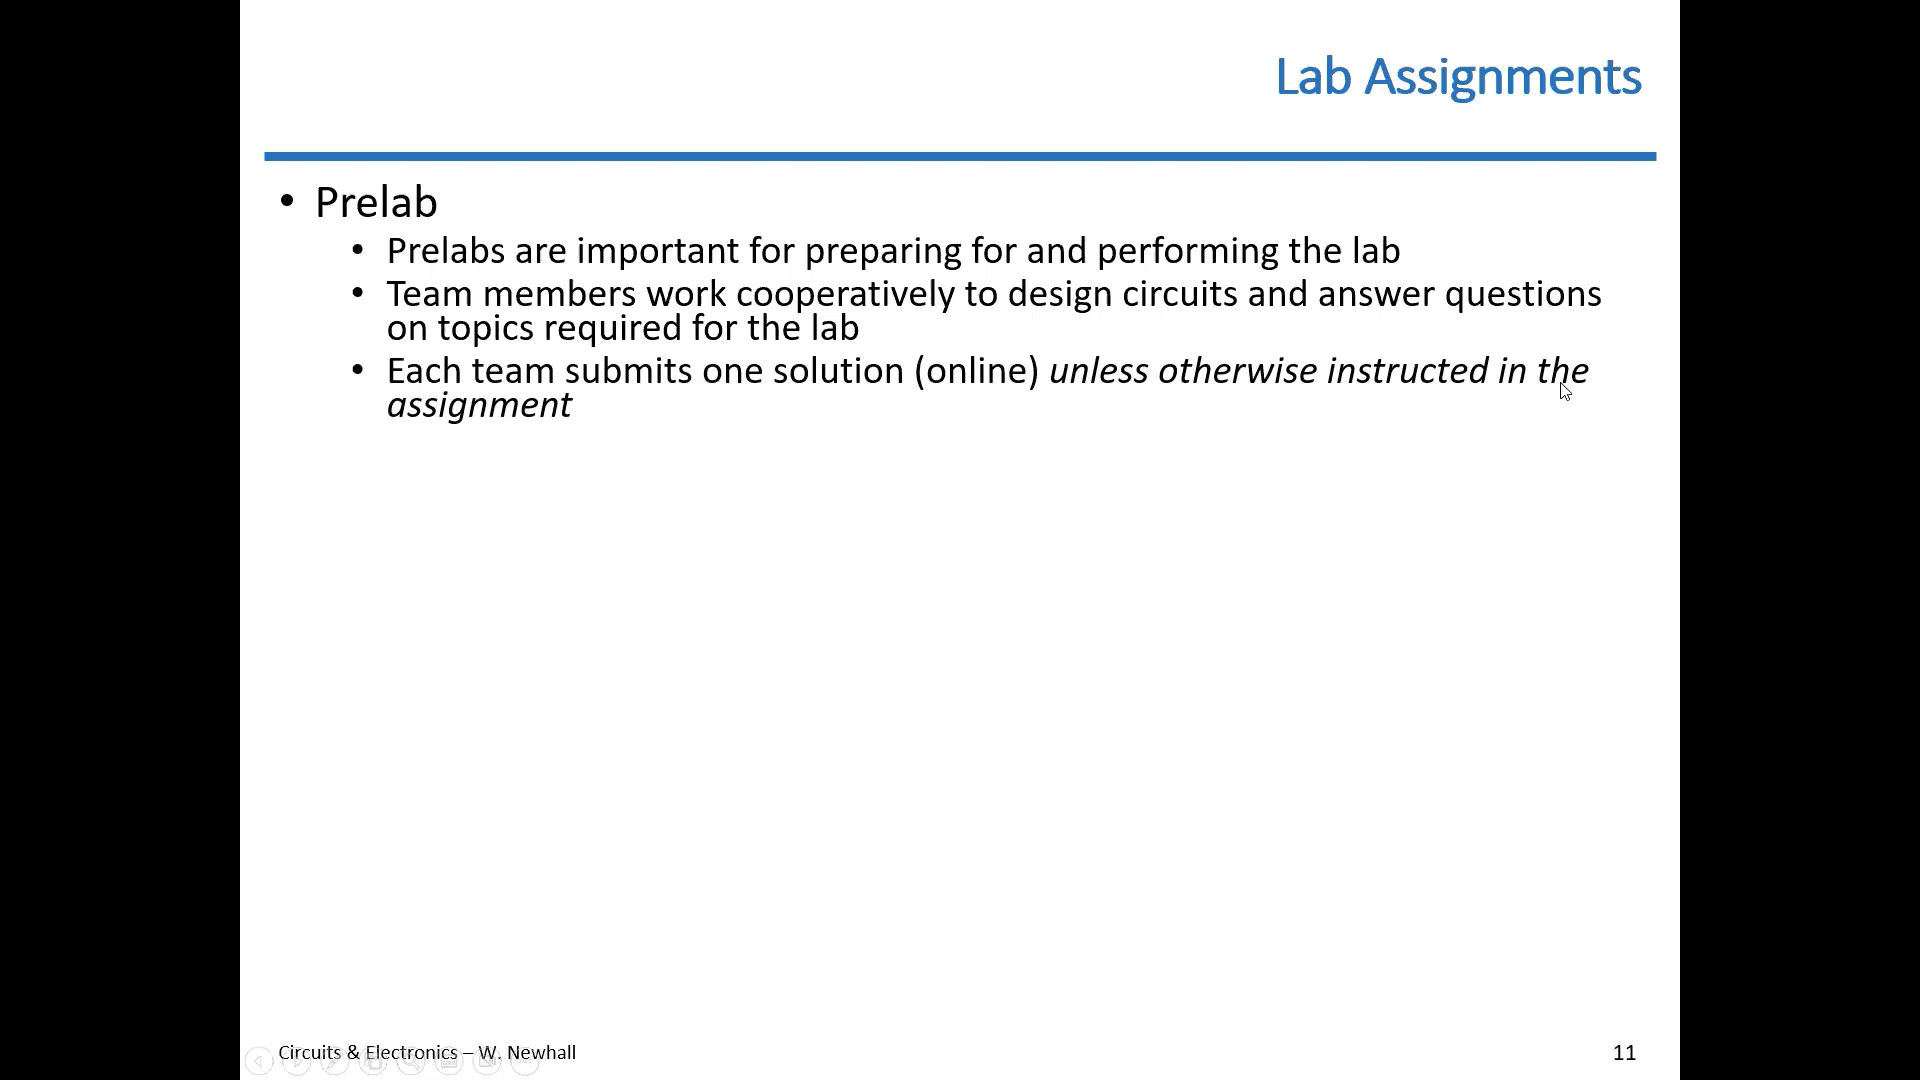 Lab Assignments
• Prelab
• Prelabs are important for preparing for and performing the lab
• Team members work cooperatively to design circuits and answer questions
on topics required for the lab
• Each team submits one solution (online) unless otherwise instructed in the
assignment
Circuits & Electronics – W. Newhall
11